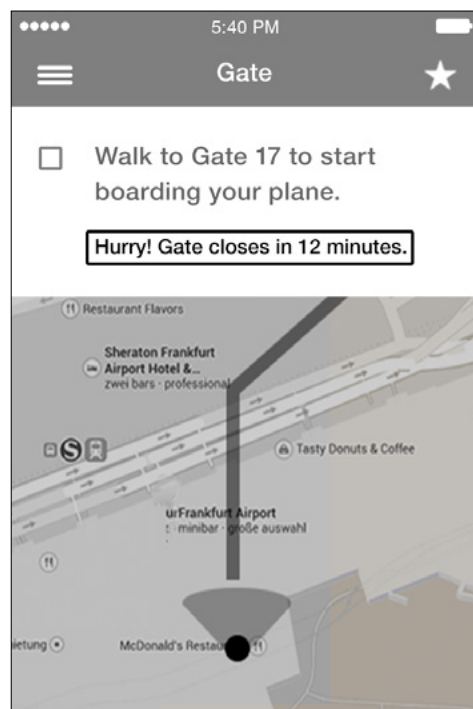 5:40 PM
Gate
Walk to Gate 17 to start
boarding your plane.
Hurry! Gate closes in 12 minutes.
Restaurant Flavors
Sheraton Frankfurt
Airport Hotel &...
zwei bars · professional
S
Tasty Donuts & Coffee
urFrankfurt Airport
minibar · große auswahl
ietung
McDonald's Restau